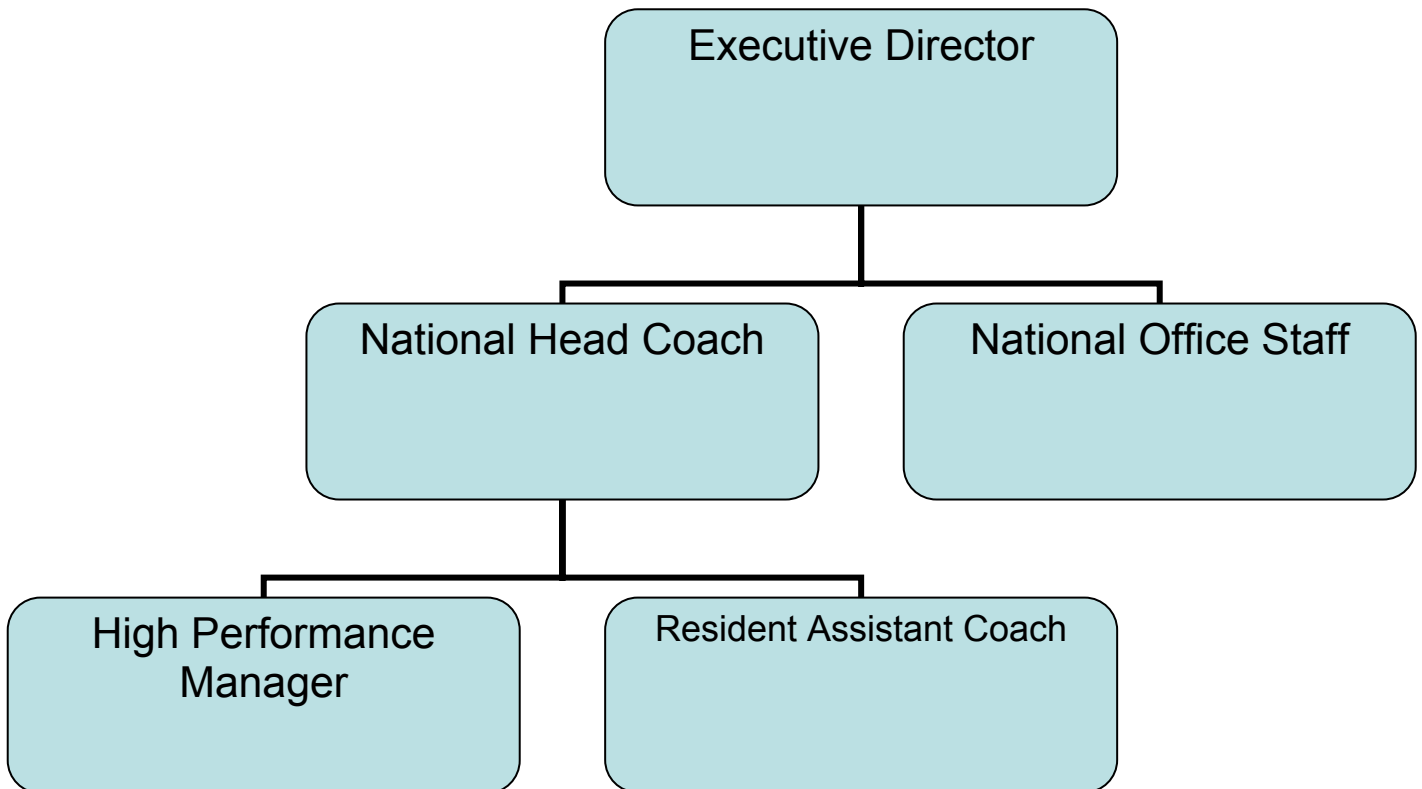 Executive Director
National Head Coach
National Office Staff
High Performance
Manager
Resident Assistant Coach